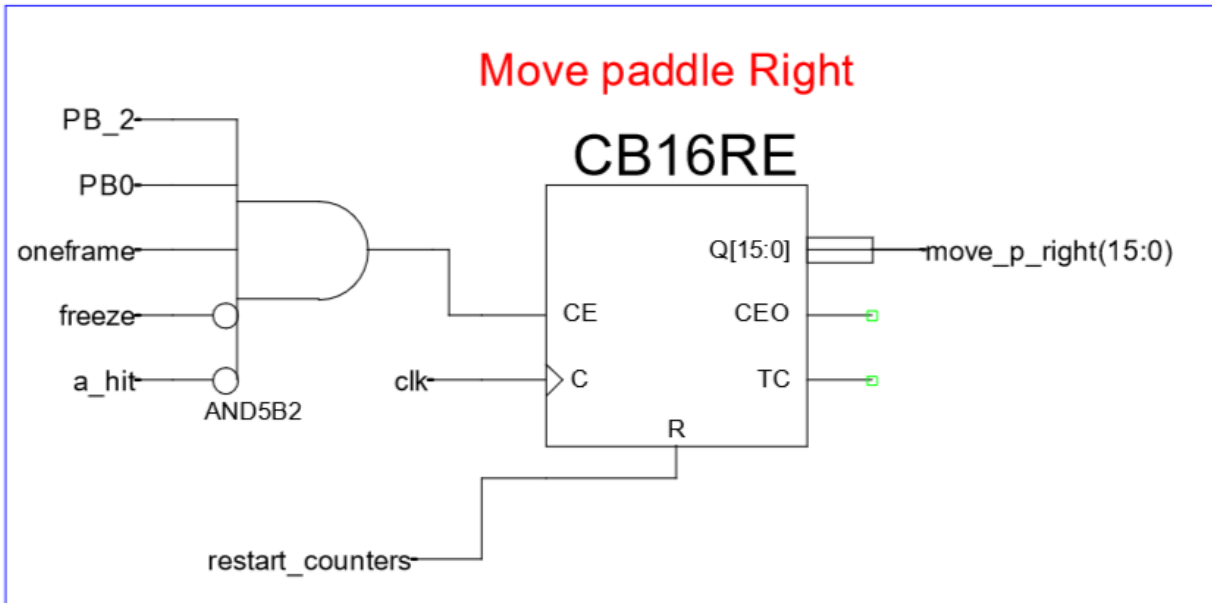 Move paddle Right
PB_2
CB16RE
PB0
oneframe
Q[15:0]
move_p_right(15:0)
freeze
CE
CEO
a_hit
clk
C
TC
AND5B2
R
restart_counters